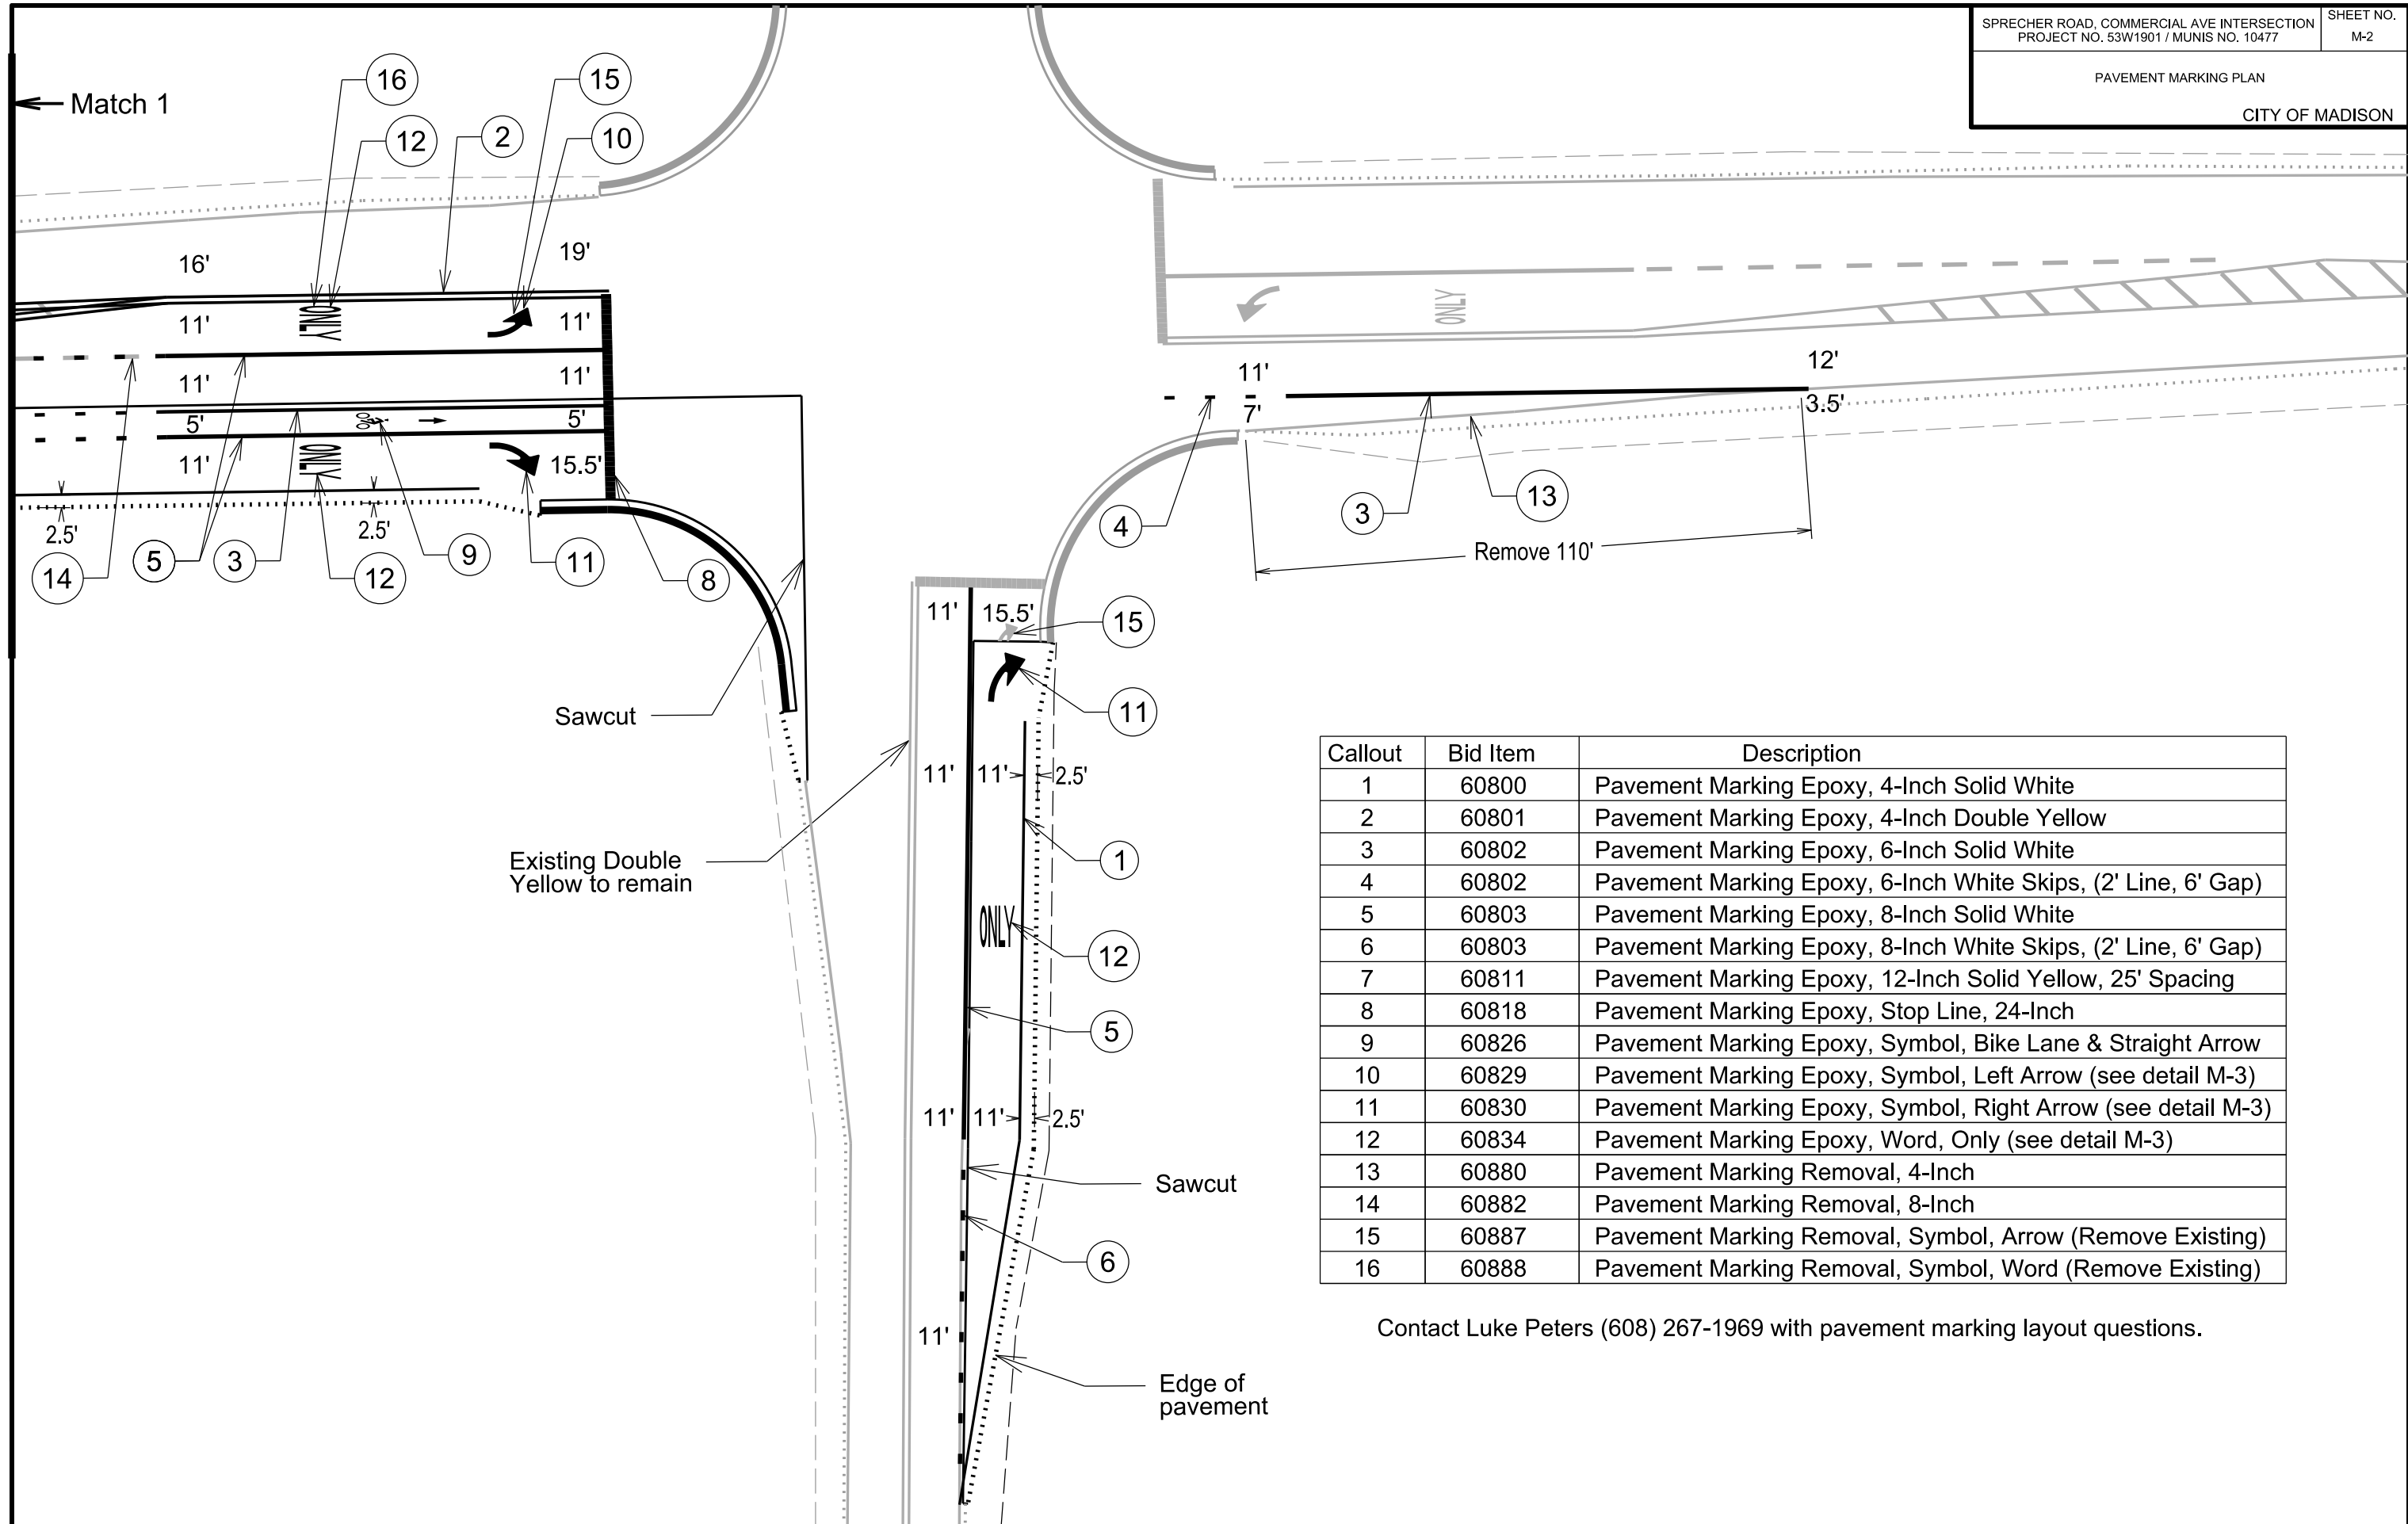 SPRECHER ROAD, COMMERCIAL AVE INTERSECTION
PROJECT NO. 53W1901 / MUNIS NO. 10477
SHEET NO.
M-2
PAVEMENT MARKING PLAN
CITY OF MADISON
Match 1
16
15
12
2
10
16'
19'
11'
11'
ONLY
11'
11'
5'
5'
11'
15.5'
ONLY
2.5'
2.5'
14
5
3
12
9
11
8
ONLY
11'
7'
12'
3.5'
4
3
13
Remove 110'
11'
15.5'
15
11
Sawcut
11'
11'
2.5'
Existing Double
Yellow to remain
1
ONLY
12
5
11'
11'
2.5'
Sawcut
6
11'
Edge of
pavement
Callout Bid Item Description
1 60800 Pavement Marking Epoxy, 4-Inch Solid White
2 60801 Pavement Marking Epoxy, 4-Inch Double Yellow
3 60802 Pavement Marking Epoxy, 6-Inch Solid White
4 60802 Pavement Marking Epoxy, 6-Inch White Skips, (2' Line, 6' Gap)
5 60803 Pavement Marking Epoxy, 8-Inch Solid White
6 60803 Pavement Marking Epoxy, 8-Inch White Skips, (2' Line, 6' Gap)
7 60811 Pavement Marking Epoxy, 12-Inch Solid Yellow, 25' Spacing
8 60818 Pavement Marking Epoxy, Stop Line, 24-Inch
9 60826 Pavement Marking Epoxy, Symbol, Bike Lane & Straight Arrow
10 60829 Pavement Marking Epoxy, Symbol, Left Arrow (see detail M-3)
11 60830 Pavement Marking Epoxy, Symbol, Right Arrow (see detail M-3)
12 60834 Pavement Marking Epoxy, Word, Only (see detail M-3)
13 60880 Pavement Marking Removal, 4-Inch
14 60882 Pavement Marking Removal, 8-Inch
15 60887 Pavement Marking Removal, Symbol, Arrow (Remove Existing)
16 60888 Pavement Marking Removal, Symbol, Word (Remove Existing)
Contact Luke Peters (608) 267-1969 with pavement marking layout questions.